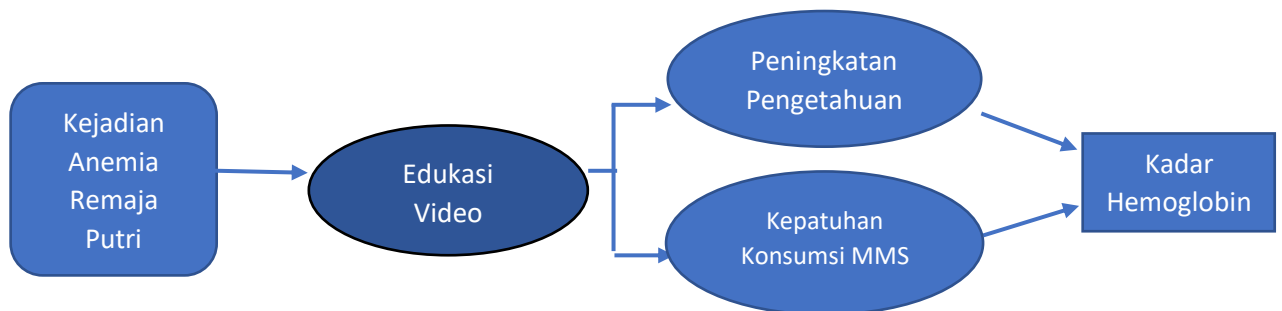 Kejadian
Anemia
Remaja
Putri
Edukasi
Video
Peningkatan
Pengetahuan
Kepatuhan
Konsumsi MMS
Kadar
Hemoglobin